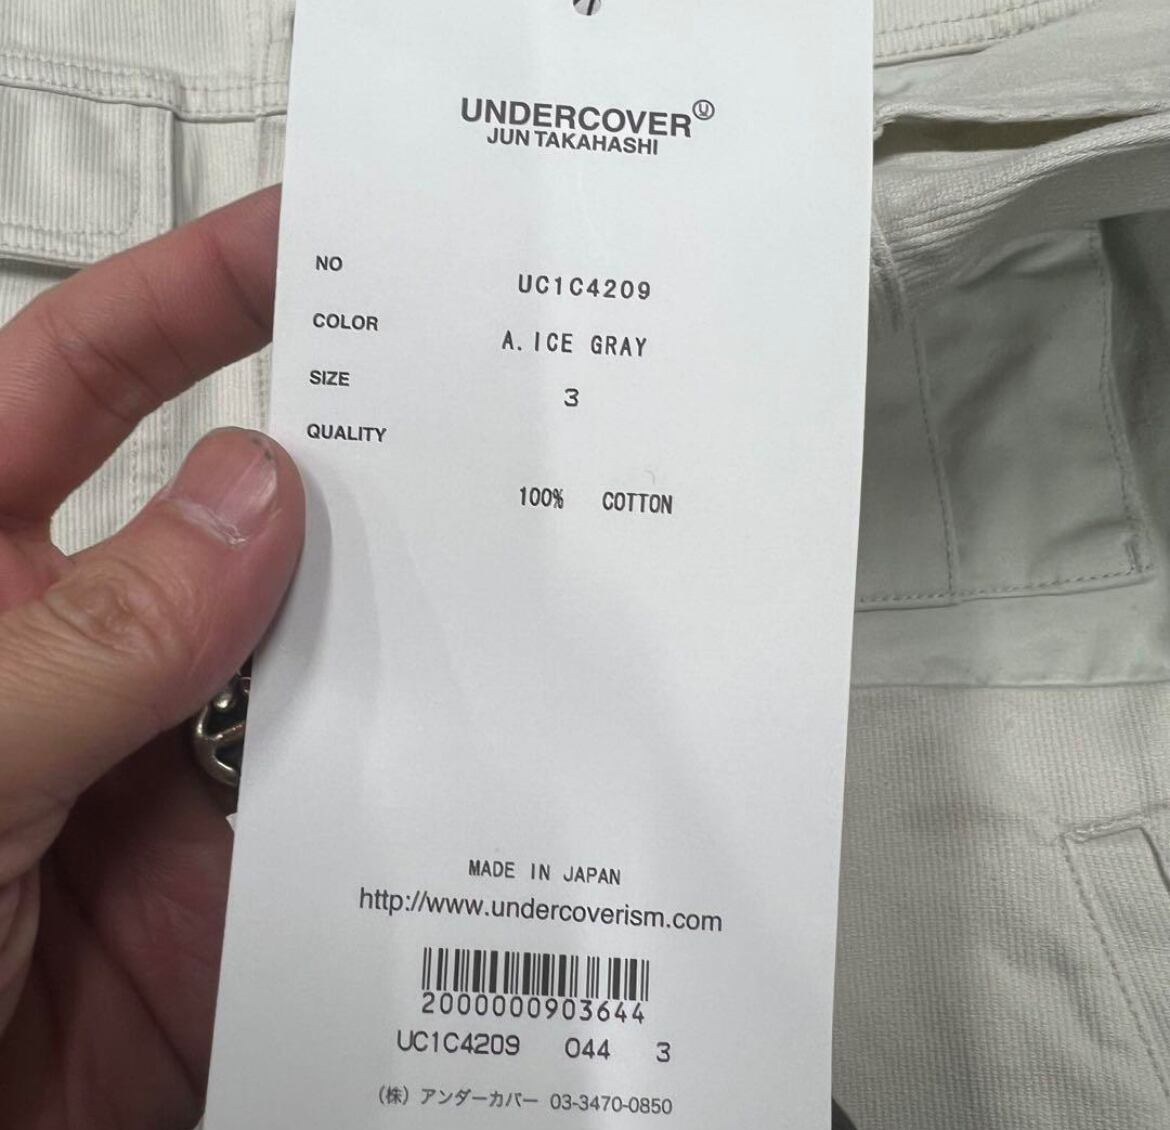 UNDERCOVER Ⓤ
JUN TAKAHASHI
NO UC1C4209
COLOR A. ICE GRAY
SIZE 3
QUALITY
100% COTTON
MADE IN JAPAN
http://www.undercoverism.com
2000000903644
UC1C4209 044 3
(株) アンダーカバー 03-3470-0850